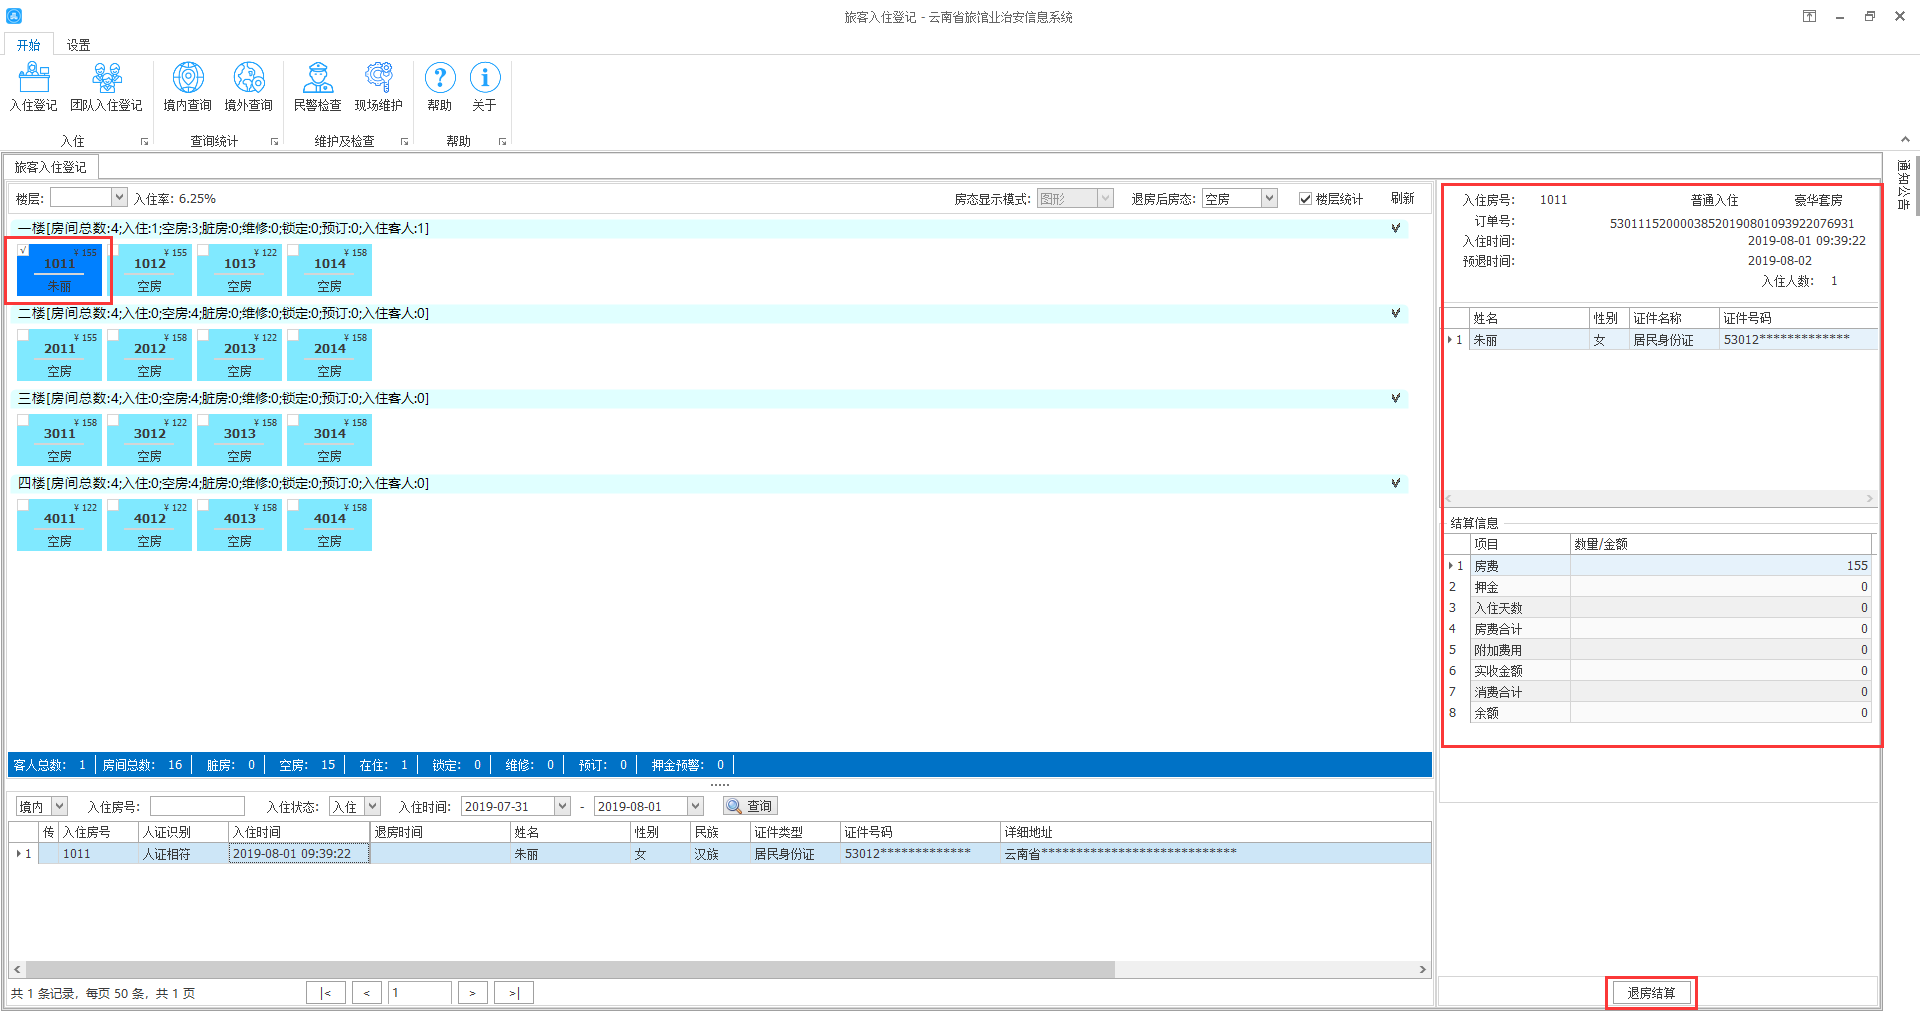 旅客入住登记 - 云南省旅馆业治安信息系统
开始 设置
入住登记 团队入住登记 境内查询 境外查询 民警检查 现场维护 帮助 关于
入住 查询统计 维护及检查 帮助
旅客入住登记
通知公告
楼层: 入住率: 6.25% 房态显示模式: 图形 退房后房态: 空房 楼层统计 刷新
一楼[房间总数:4;入住:1;空房:3;脏房:0;维修:0;锁定:0;预订:0;入住客人:1]
¥ 155 ¥ 155 ¥ 122 ¥ 158
1011 1012 1013 1014
朱丽 空房 空房 空房
二楼[房间总数:4;入住:0;空房:4;脏房:0;维修:0;锁定:0;预订:0;入住客人:0]
¥ 155 ¥ 158 ¥ 122 ¥ 158
2011 2012 2013 2014
空房 空房 空房 空房
三楼[房间总数:4;入住:0;空房:4;脏房:0;维修:0;锁定:0;预订:0;入住客人:0]
¥ 158 ¥ 122 ¥ 158 ¥ 158
3011 3012 3013 3014
空房 空房 空房 空房
四楼[房间总数:4;入住:0;空房:4;脏房:0;维修:0;锁定:0;预订:0;入住客人:0]
¥ 122 ¥ 122 ¥ 158 ¥ 158
4011 4012 4013 4014
空房 空房 空房 空房
客人总数: 1 房间总数: 16 脏房: 0 空房: 15 在住: 1 锁定: 0 维修: 0 预订: 0 押金预警: 0
境内 入住房号: 入住状态: 入住 入住时间: 2019-07-31 - 2019-08-01 查询
传 入住房号 人证识别 入住时间 退房时间 姓名 性别 民族 证件类型 证件号码 详细地址
1 1011 人证相符 2019-08-01 09:39:22 朱丽 女 汉族 居民身份证 53012************* 云南省****************************
共 1 条记录，每页 50 条，共 1 页 |< < 1 > >|
入住房号: 1011 普通入住 豪华套房
订单号: 530111520000385201908010939220769​31
入住时间: 2019-08-01 09:39:22
预退时间: 2019-08-02
入住人数: 1
姓名 性别 证件名称 证件号码
1 朱丽 女 居民身份证 53012*************
结算信息
项目 数量/金额
1 房费 155
2 押金 0
3 入住天数 0
4 房费合计 0
5 附加费用 0
6 实收金额 0
7 消费合计 0
8 余额 0
退房结算